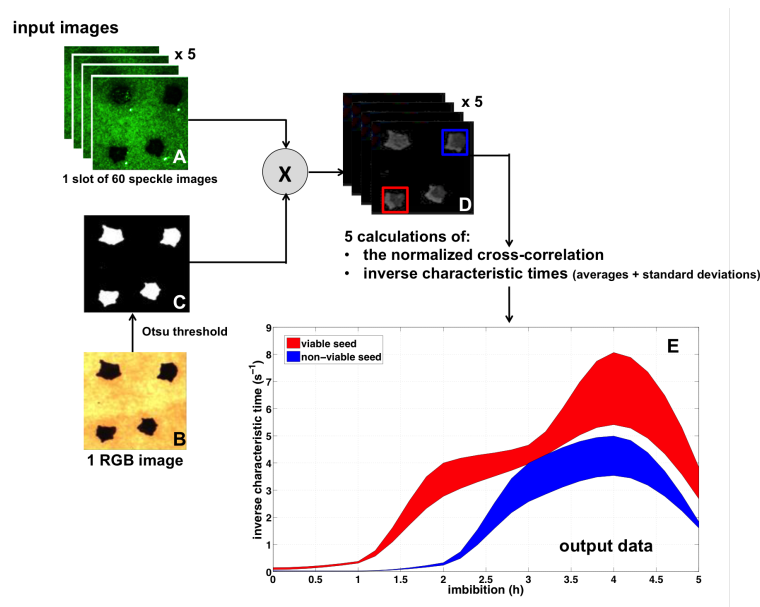 input images
x 5
A
1 slot of 60 speckle images
X
x 5
D
C
Otsu threshold
B
1 RGB image
5 calculations of:
• the normalized cross-correlation
• inverse characteristic times (averages + standard deviations)
E
viable seed
non-viable seed
inverse characteristic time (s⁻¹)
9
8
7
6
5
4
3
2
1
0
output data
0 0.5 1 1.5 2 2.5 3 3.5 4 4.5 5
imbibition (h)